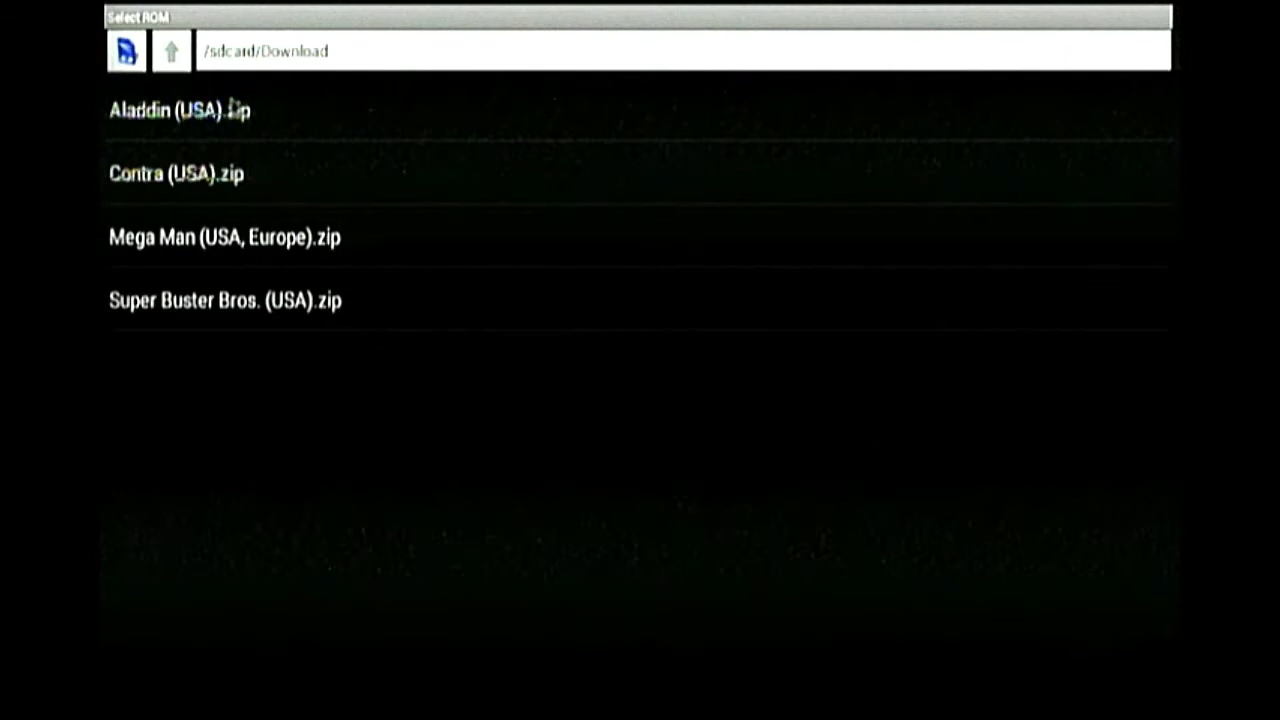 Select ROM
/sdcard/Download
Aladdin (USA).zip
Contra (USA).zip
Mega Man (USA, Europe).zip
Super Buster Bros. (USA).zip